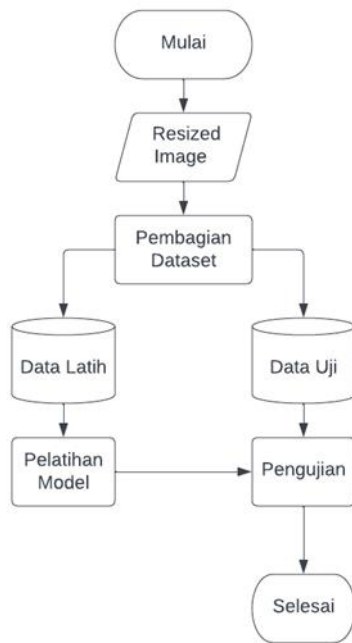 Mulai
Resized
Image
Pembagian
Dataset
Data Latih
Data Uji
Pelatihan
Model
Pengujian
Selesai